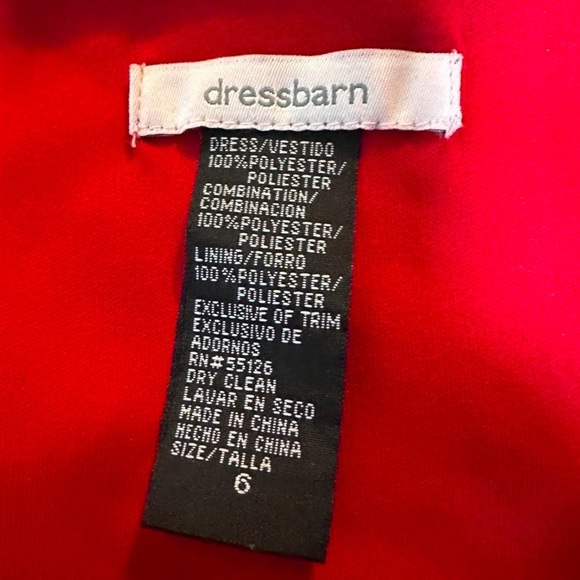 dressbarn
DRESS/VESTIDO
100%POLYESTER/
POLIESTER
COMBINATION/
COMBINACION
100%POLYESTER/
POLIESTER
LINING/FORRO
100%POLYESTER/
POLIESTER
EXCLUSIVE OF TRIM
EXCLUSIVO DE
ADORNOS
RN#55126
DRY CLEAN
LAVAR EN SECO
MADE IN CHINA
HECHO EN CHINA
SIZE/TALLA
6